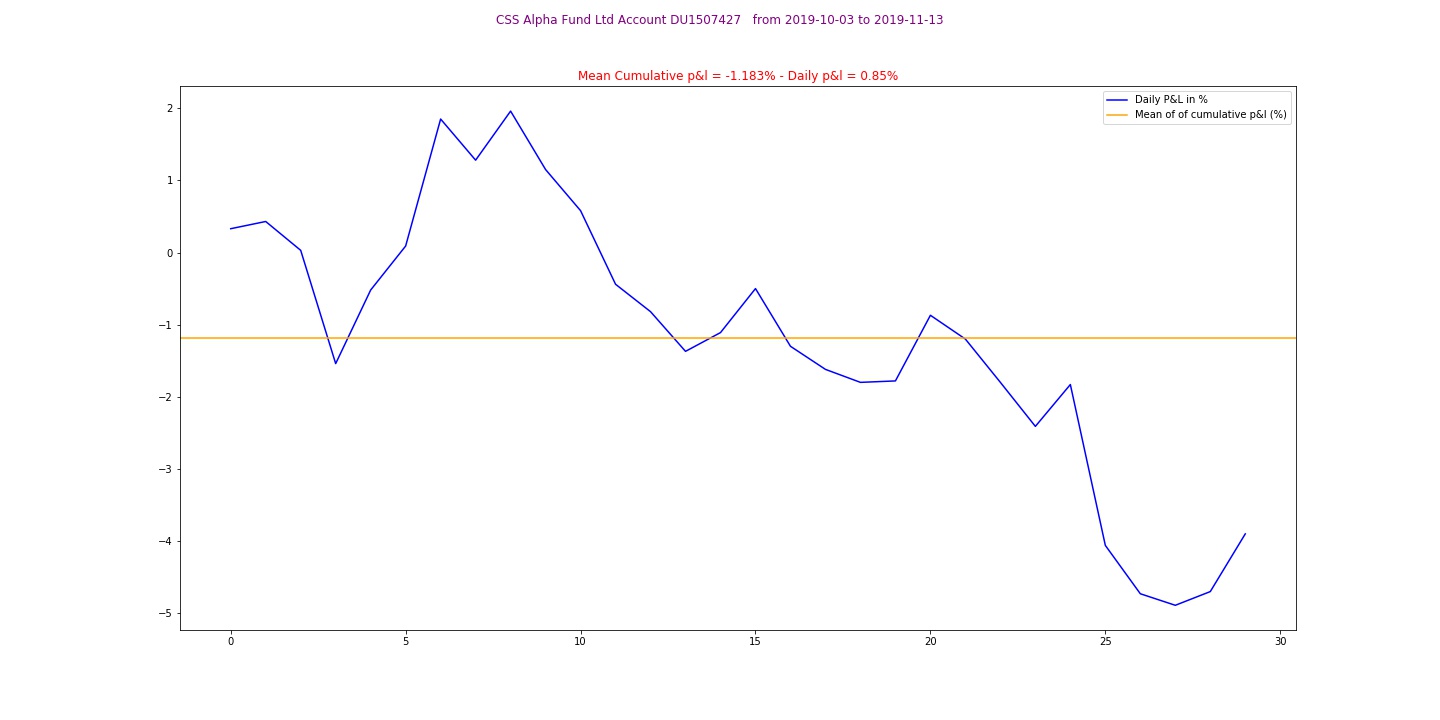 CSS Alpha Fund Ltd Account DU1507427   from 2019-10-03 to 2019-11-13
Mean Cumulative p&l = -1.183% - Daily p&l = 0.85%
Daily P&L in %
Mean of of cumulative p&l (%)
2
1
0
−1
−2
−3
−4
−5
0 5 10 15 20 25 30